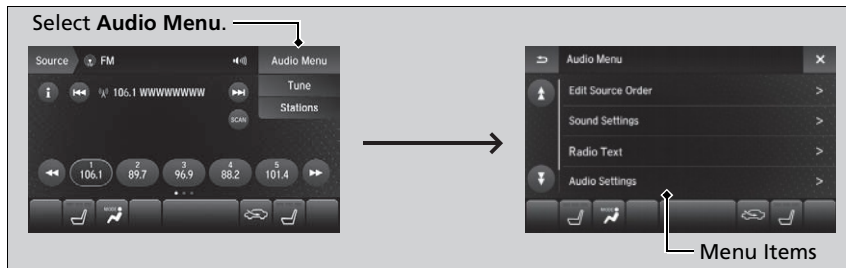 Select Audio Menu.
Source FM Audio Menu
i 106.1 WWWWWWWW Tune
Stations
SCAN
1 106.1 2 89.7 3 96.9 4 88.2 5 101.4
Audio Menu X
Edit Source Order >
Sound Settings >
Radio Text >
Audio Settings >
Menu Items